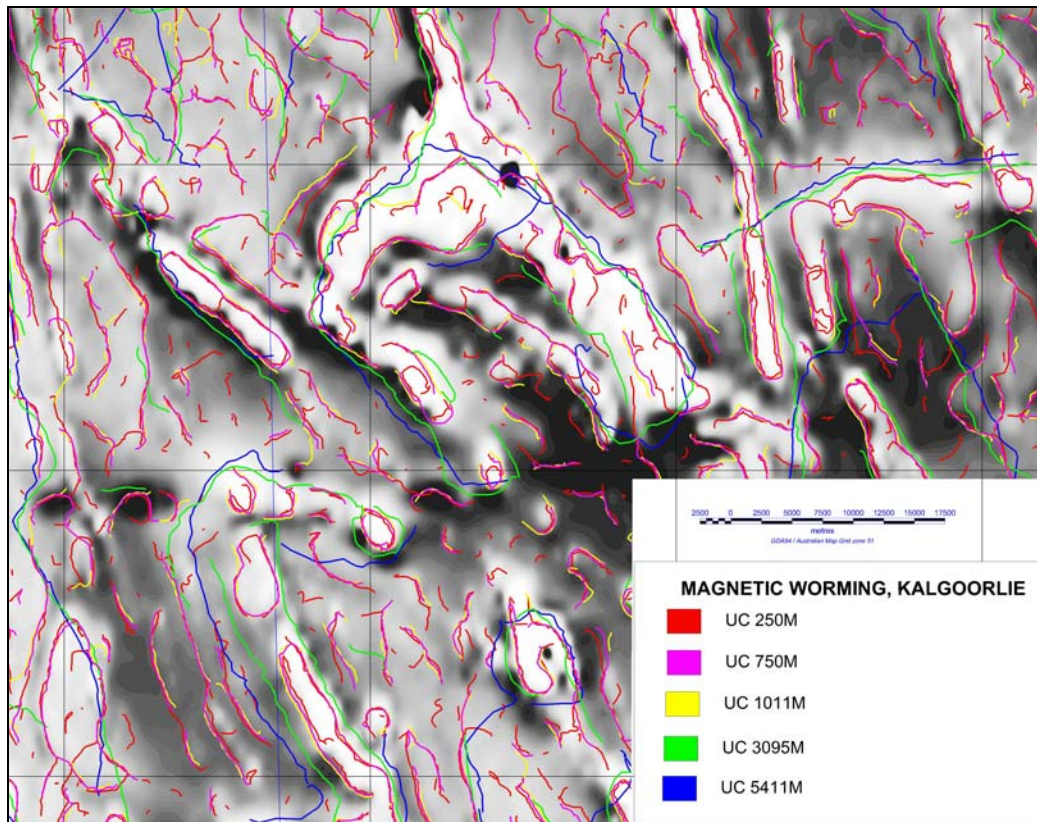 2500 0 2500 5000 7500 10000 12500 15000 17500
metres
GDA94 / Australian Map Grid zone 51
MAGNETIC WORMING, KALGOORLIE
UC 250M
UC 750M
UC 1011M
UC 3095M
UC 5411M